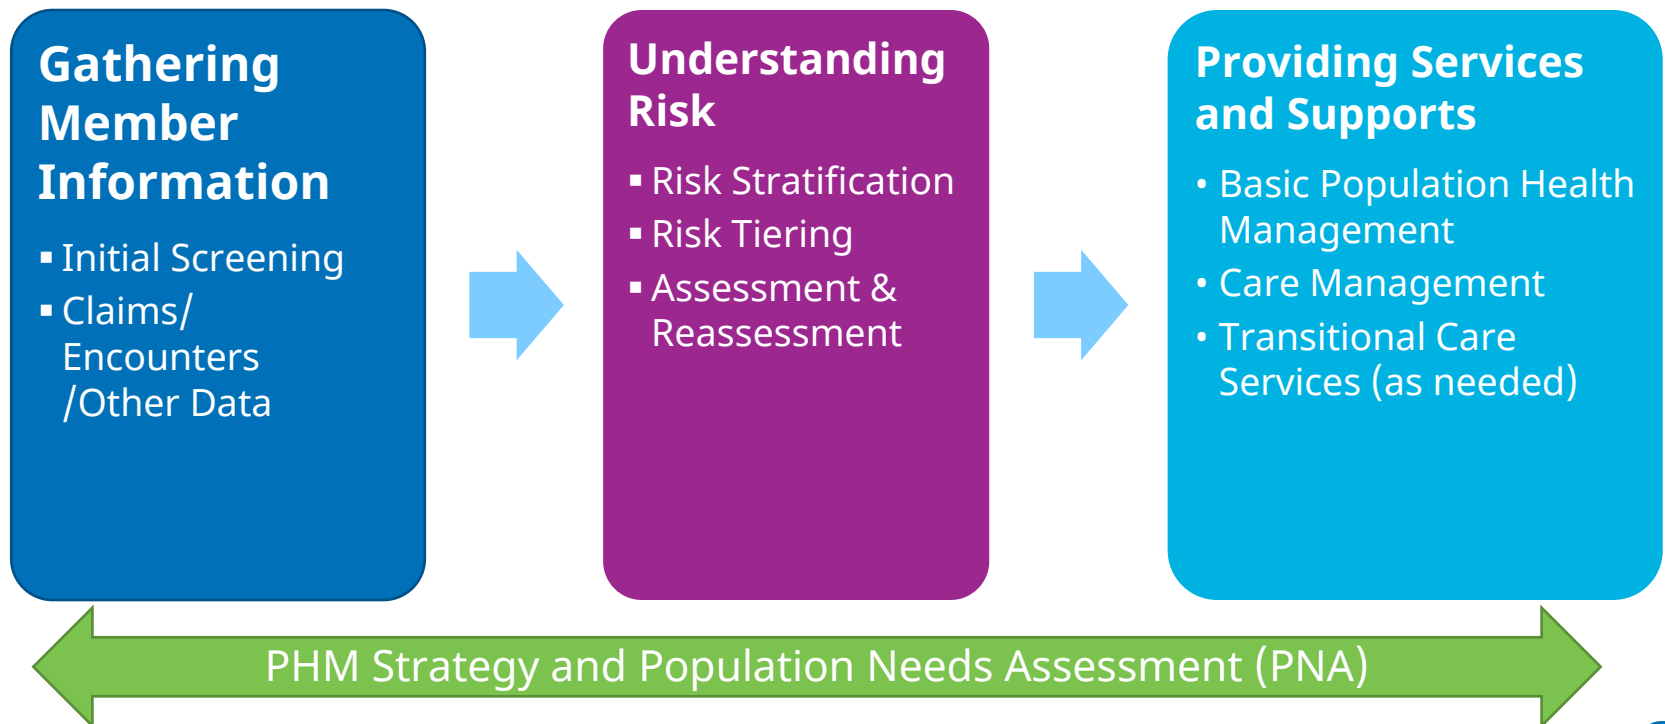 Gathering
Member
Information
▪ Initial Screening
▪ Claims/
Encounters
/Other Data
Understanding
Risk
▪ Risk Stratification
▪ Risk Tiering
▪ Assessment &
Reassessment
Providing Services
and Supports
• Basic Population Health
Management
• Care Management
• Transitional Care
Services (as needed)
PHM Strategy and Population Needs Assessment (PNA)